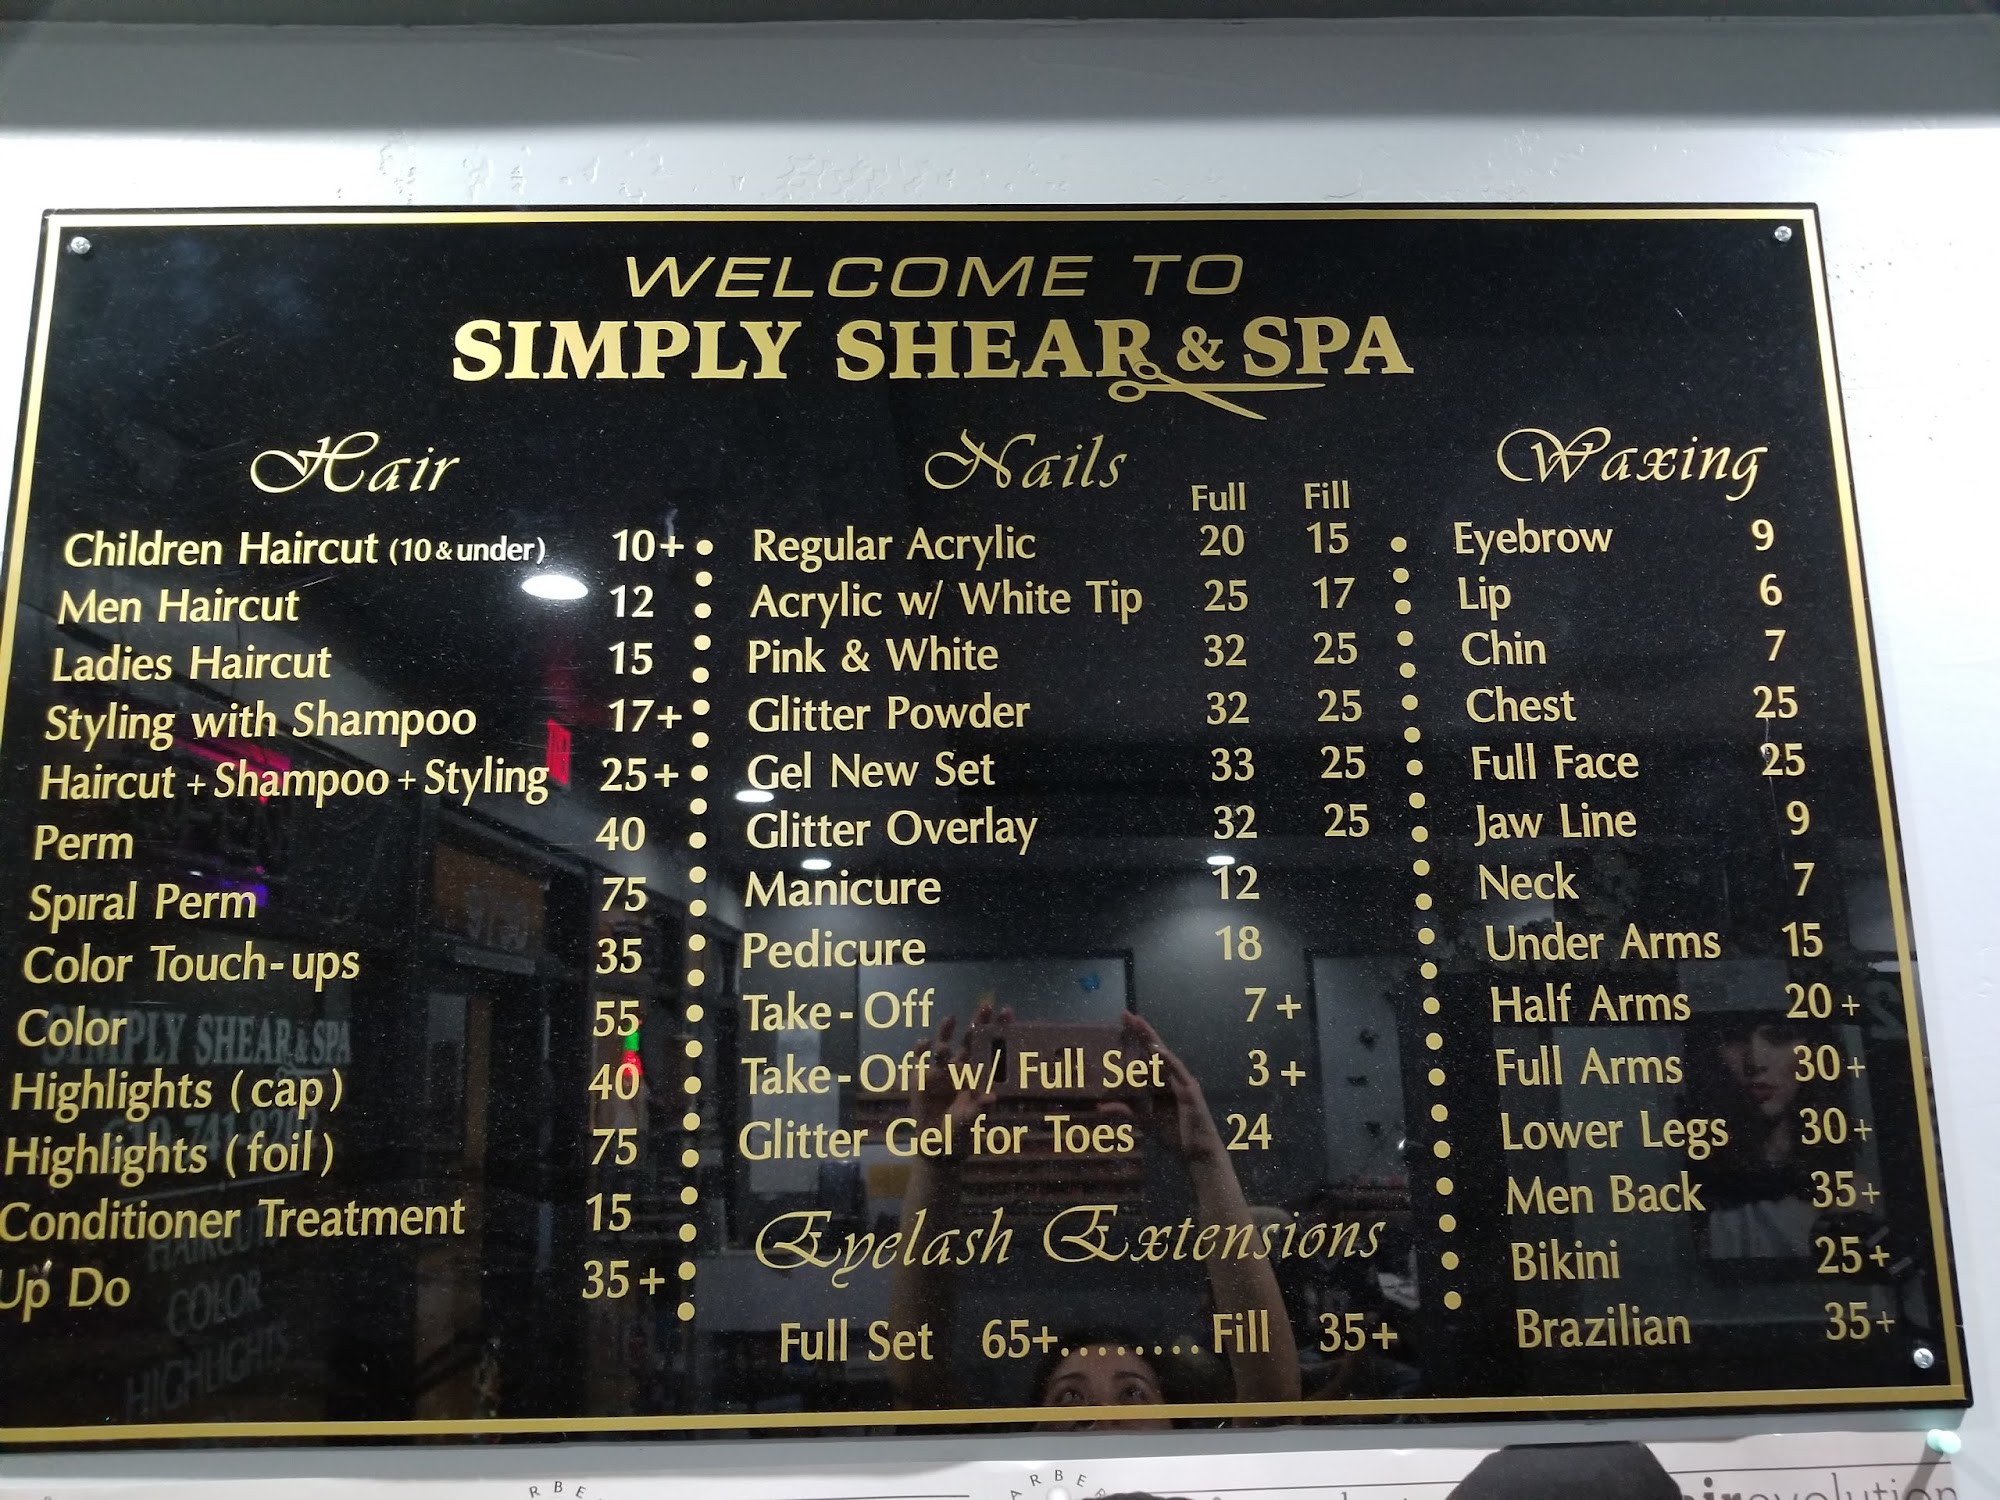 WELCOME TO
SIMPLY SHEAR & SPA
Hair
Children Haircut (10 & under) 10+
Men Haircut 12
Ladies Haircut 15
Styling with Shampoo 17+
Haircut + Shampoo + Styling 25+
Perm 40
Spiral Perm 75
Color Touch-ups 35
Color 55
Highlights (cap) 40
Highlights (foil) 75
Conditioner Treatment 15
Up Do 35+
Nails
Full Fill
Regular Acrylic 20 15
Acrylic w/ White Tip 25 17
Pink & White 32 25
Glitter Powder 32 25
Gel New Set 33 25
Glitter Overlay 32 25
Manicure 12
Pedicure 18
Take-Off 7+
Take-Off w/ Full Set 3+
Glitter Gel for Toes 24
Eyelash Extensions
Full Set 65+........Fill 35+
Waxing
Eyebrow 9
Lip 6
Chin 7
Chest 25
Full Face 25
Jaw Line 9
Neck 7
Under Arms 15
Half Arms 20+
Full Arms 30+
Lower Legs 30+
Men Back 35+
Bikini 25+
Brazilian 35+
SIMPLY SHEAR & SPA
HAIRCUT
COLOR
HIGHLIGHTS